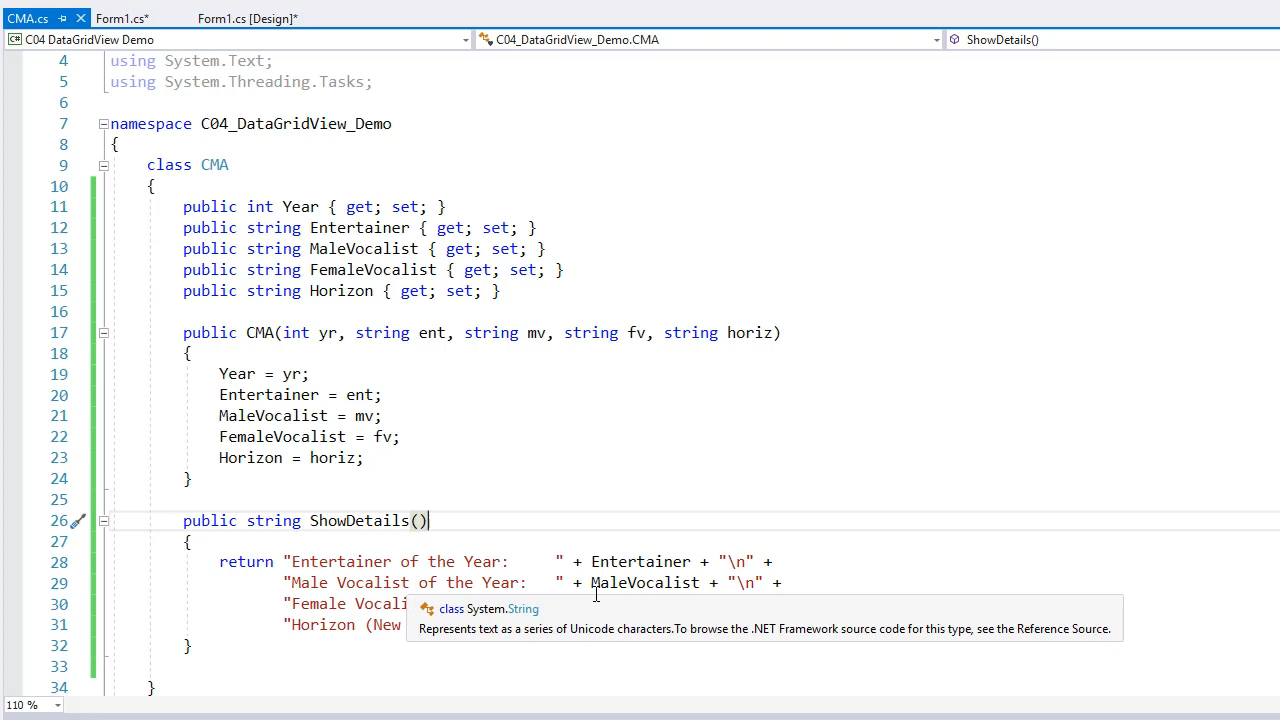 CMA.cs Form1.cs* Form1.cs [Design]*
C# C04 DataGridView Demo C04_DataGridView_Demo.CMA ShowDetails()
4 using System.Text;
5 using System.Threading.Tasks;
6
7 namespace C04_DataGridView_Demo
8 {
9 class CMA
10 {
11 public int Year { get; set; }
12 public string Entertainer { get; set; }
13 public string MaleVocalist { get; set; }
14 public string FemaleVocalist { get; set; }
15 public string Horizon { get; set; }
16
17 public CMA(int yr, string ent, string mv, string fv, string horiz)
18 {
19 Year = yr;
20 Entertainer = ent;
21 MaleVocalist = mv;
22 FemaleVocalist = fv;
23 Horizon = horiz;
24 }
25
26 public string ShowDetails()
27 {
28 return "Entertainer of the Year:     " + Entertainer + "\n" +
29 "Male Vocalist of the Year:   " + MaleVocalist + "\n" +
30 "Female Vocali
class System.String
31 "Horizon (New
Represents text as a series of Unicode characters.To browse the .NET Framework source code for this type, see the Reference Source.
32 }
33
34 }
110 %